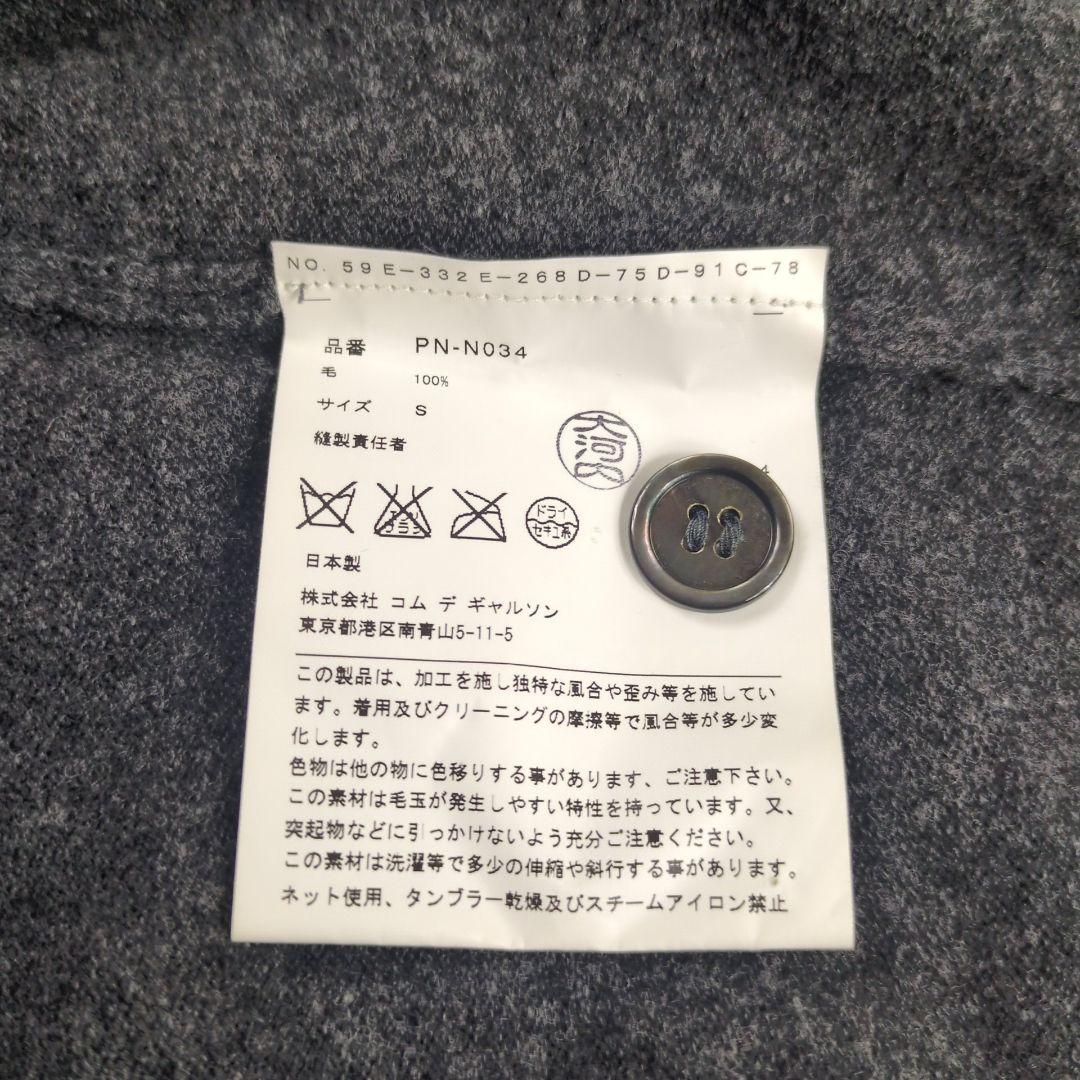 NO. 59E-332E-268D-75D-91C-78
品番 PN-N034
毛 100%
サイズ S
縫製責任者
大河内
エンソ
サラシ
ドライ
セキユ系
日本製
株式会社 コム デ ギャルソン
東京都港区南青山5-11-5
この製品は、加工を施し独特な風合や歪み等を施してい
ます。着用及びクリーニングの摩擦等で風合等が多少変
化します。
色物は他の物に色移りする事があります、ご注意下さい。
この素材は毛玉が発生しやすい特性を持っています。又、
突起物などに引っかけないよう充分ご注意ください。
この素材は洗濯等で多少の伸縮や斜行する事があります。
ネット使用、タンブラー乾燥及びスチームアイロン禁止